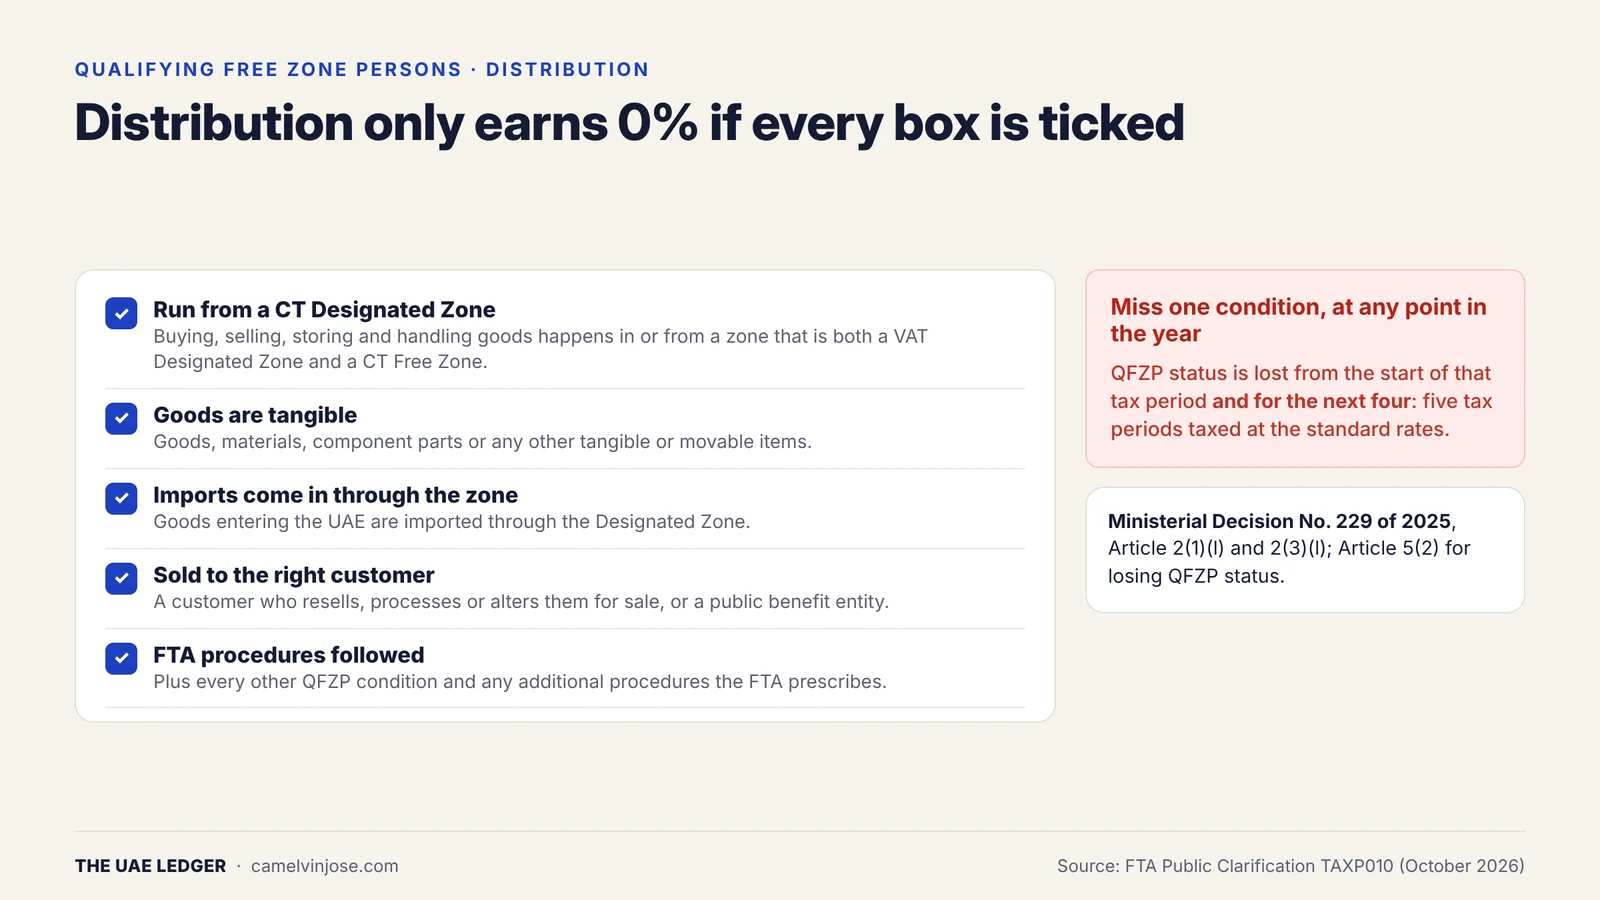 QUALIFYING FREE ZONE PERSONS · DISTRIBUTION
Distribution only earns 0% if every box is ticked
Run from a CT Designated Zone
Buying, selling, storing and handling goods happens in or from a zone that is both a VAT
Designated Zone and a CT Free Zone.
Goods are tangible
Goods, materials, component parts or any other tangible or movable items.
Imports come in through the zone
Goods entering the UAE are imported through the Designated Zone.
Sold to the right customer
A customer who resells, processes or alters them for sale, or a public benefit entity.
FTA procedures followed
Plus every other QFZP condition and any additional procedures the FTA prescribes.
Miss one condition, at any point in
the year
QFZP status is lost from the start of that
tax period and for the next four: five tax
periods taxed at the standard rates.
Ministerial Decision No. 229 of 2025,
Article 2(1)(l) and 2(3)(l); Article 5(2) for
losing QFZP status.
THE UAE LEDGER · camelvinjose.com
Source: FTA Public Clarification TAXP010 (October 2026)